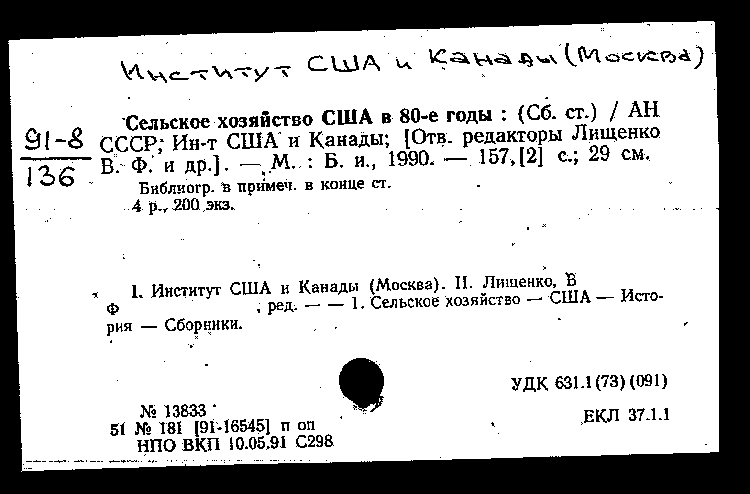 Институт США и Канады (Москва)
Сельское хозяйство США в 80-е годы : (Сб. ст.) / АН
91-8
СССР, Ин-т США и Канады; [Отв. редакторы Лищенко
136
В. Ф. и др.]. — М. : Б. и., 1990. — 157,[2] с.; 29 см.
Библиогр. в примеч. в конце ст.
4 р., 200 экз.
I. Институт США и Канады (Москва). II. Лищенко, В
Ф , ред. — — 1. Сельское хозяйство — США — Исто-
рия — Сборники.
УДК 631.1(73)(091)
№ 13833
БКЛ 37.1.1
51 № 181 [91-16545] п оп
НПО ВКП 10.05.91 С298